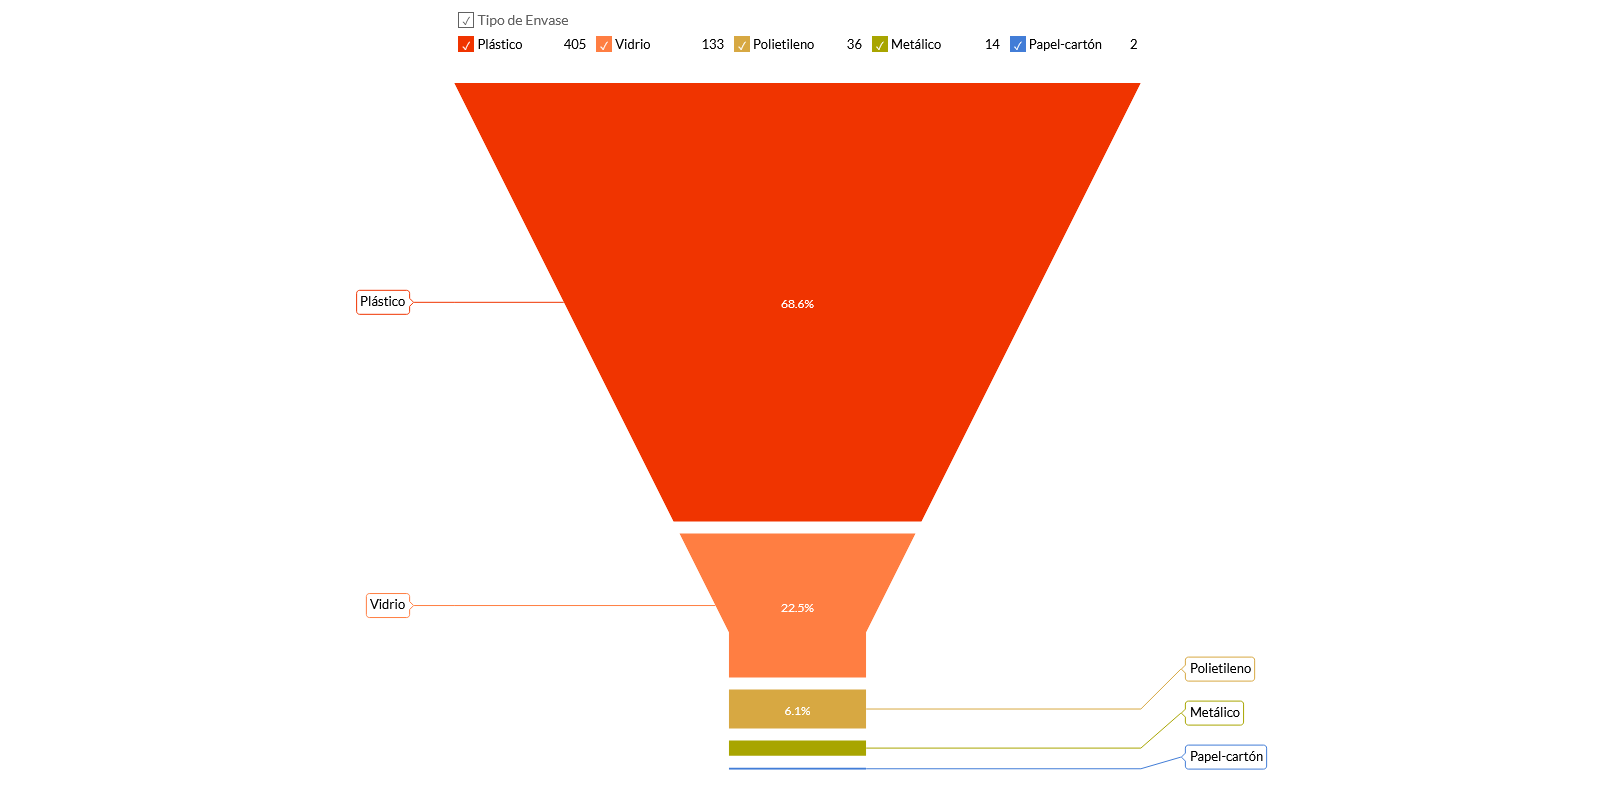 Tipo de Envase
Plástico 405 Vidrio 133 Polietileno 36 Metálico 14 Papel-cartón 2
68.6%
Plástico
Vidrio
22.5%
Polietileno
6.1%
Metálico
Papel-cartón